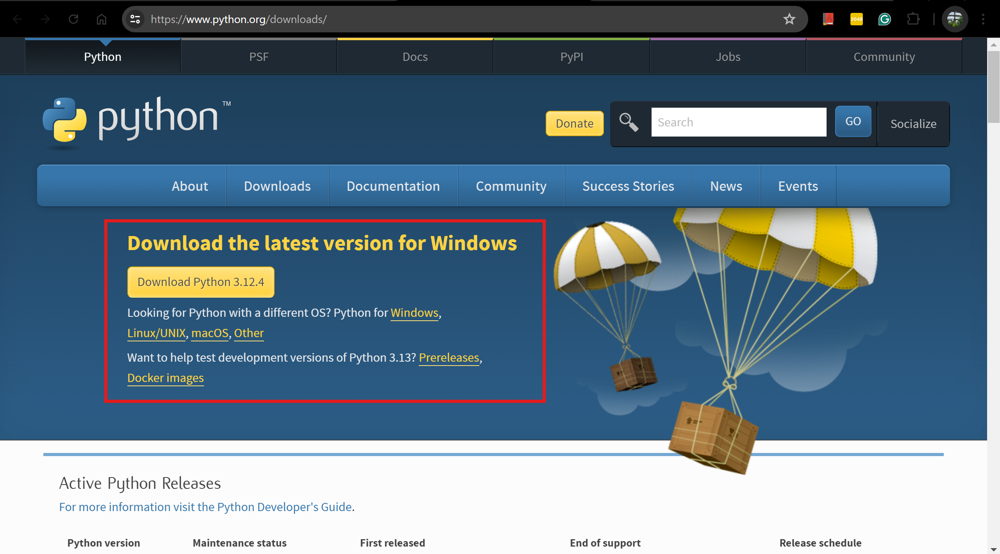 https://www.python.org/downloads/
2048
Python
PSF
Docs
PyPI
Jobs
Community
python™
Donate
Search
GO
Socialize
About
Downloads
Documentation
Community
Success Stories
News
Events
Download the latest version for Windows
Download Python 3.12.4
Looking for Python with a different OS? Python for Windows,
Linux/UNIX, macOS, Other
Want to help test development versions of Python 3.13? Prereleases,
Docker images
Active Python Releases
For more information visit the Python Developer's Guide.
Python version
Maintenance status
First released
End of support
Release schedule